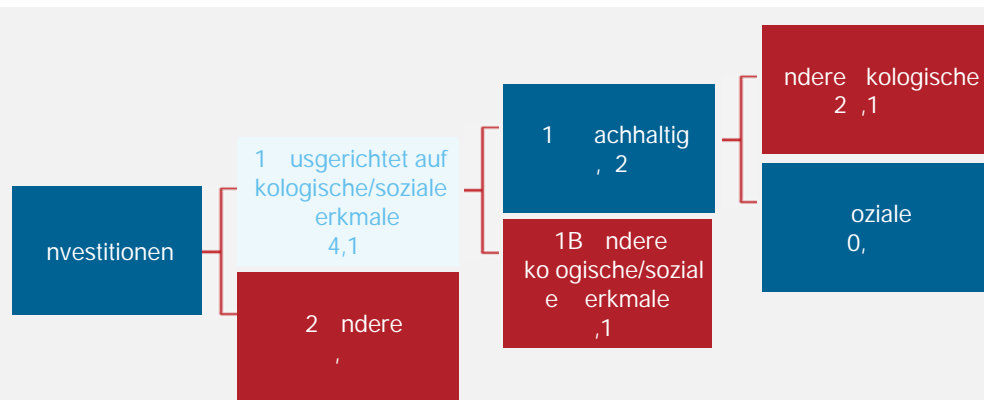 nvestitionen
1 usgerichtet auf
kologische/soziale
erkmale
4,1
2 ndere
,
1 achhaltig
, 2
1B ndere
ko ogische/sozial
e erkmale
,1
ndere kologische
2 ,1
oziale
0,